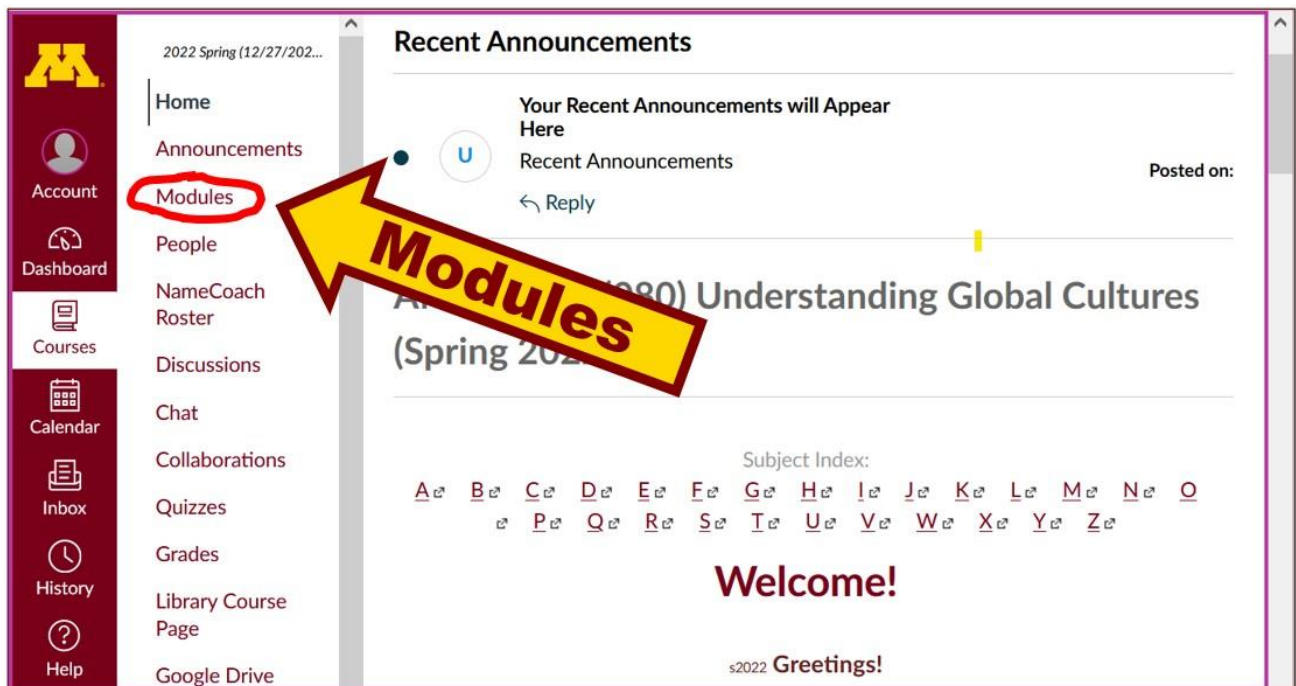 Account
Dashboard
Courses
Calendar
Inbox
History
Help
2022 Spring (12/27/202...
Home
Announcements
Modules
People
NameCoach
Roster
Discussions
Chat
Collaborations
Quizzes
Grades
Library Course
Page
Google Drive
Recent Announcements
Your Recent Announcements will Appear
Here
U
Recent Announcements
Posted on:
Reply
Modules
Understanding Global Cultures
(Spring
Subject Index:
A B C D E F G H I J K L M N O
P Q R S T U V W X Y Z
Welcome!
s2022 Greetings!